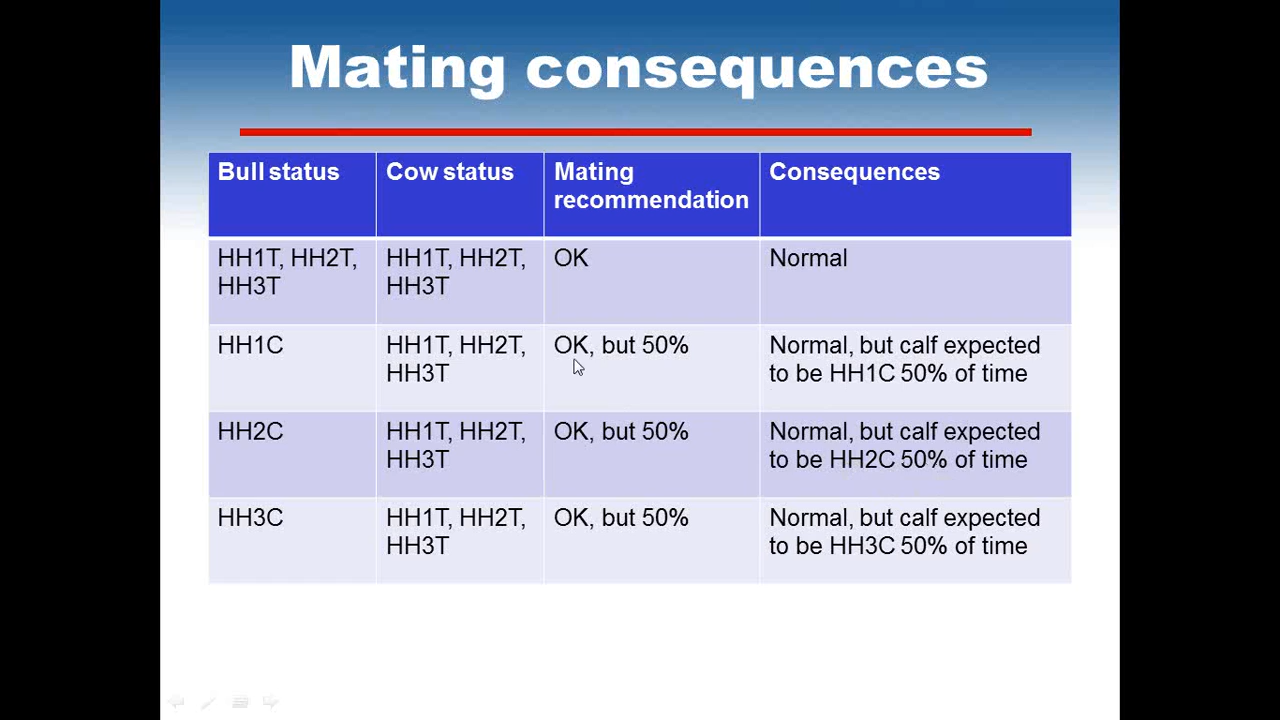 Mating consequences
Bull status
Cow status
Mating
recommendation
Consequences
HH1T, HH2T,
HH3T
HH1T, HH2T,
HH3T
OK
Normal
HH1C
HH1T, HH2T,
HH3T
OK, but 50%
Normal, but calf expected
to be HH1C 50% of time
HH2C
HH1T, HH2T,
HH3T
OK, but 50%
Normal, but calf expected
to be HH2C 50% of time
HH3C
HH1T, HH2T,
HH3T
OK, but 50%
Normal, but calf expected
to be HH3C 50% of time